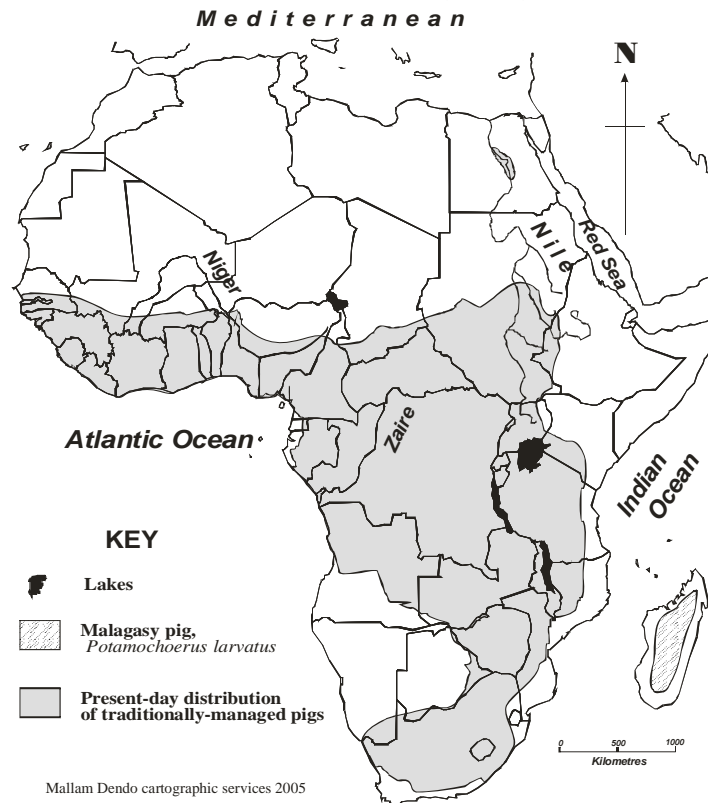 Mediterranean
N
Nile
Red Sea
Niger
Zaire
Atlantic Ocean
Indian
Ocean
KEY
Lakes
Malagasy pig,
Potamochoerus larvatus
Present-day distribution
of traditionally-managed pigs
0 500 1000
Kilometres
Mallam Dendo cartographic services 2005